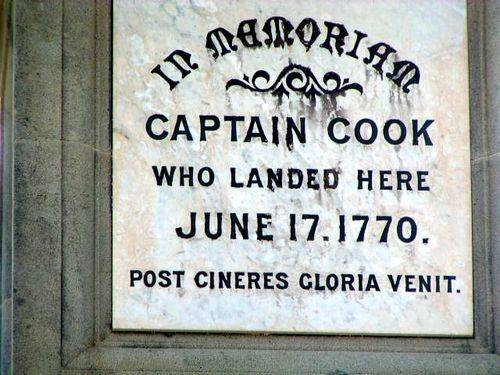 IN MEMORIAM
CAPTAIN COOK
WHO LANDED HERE
JUNE 17.1770.
POST CINERES GLORIA VENIT.